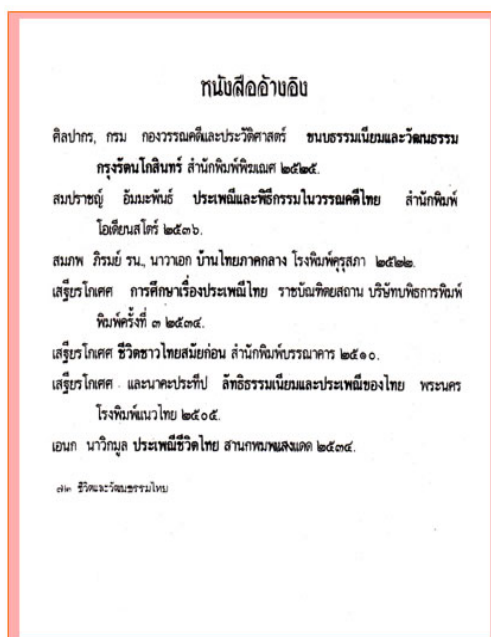 หนังสืออ้างอิง
ศิลปากร, กรม กองวรรณคดีและประวัติศาสตร์ ขนบธรรมเนียมและวัฒนธรรม
กรุงรัตนโกสินทร์ สำนักพิมพ์พิฆเณศ ๒๕๒๕.
สมปราชญ์ อัมมะพันธ์ ประเพณีและพิธีกรรมในวรรณคดีไทย สำนักพิมพ์
โอเดียนสโตร์ ๒๕๓๖.
สมภพ ภิรมย์ รน., นาวาเอก บ้านไทยภาคกลาง โรงพิมพ์คุรุสภา ๒๕๒๒.
เสฐียรโกเศศ การศึกษาเรื่องประเพณีไทย ราชบัณฑิตยสถาน บริษัทบพิธการพิมพ์
พิมพ์ครั้งที่ ๓ ๒๕๓๔.
เสฐียรโกเศศ ชีวิตชาวไทยสมัยก่อน สำนักพิมพ์บรรณาคาร ๒๕๑๐.
เสฐียรโกเศศ และนาคะประทีป ลัทธิธรรมเนียมและประเพณีของไทย พระนคร
โรงพิมพ์แนวไทย ๒๕๐๕.
เอนก นาวิกมูล ประเพณีชีวิตไทย สำนกพมพแสงแดด ๒๕๓๔.
๗๒ ชีวิตและวัฒนธรรมไทย